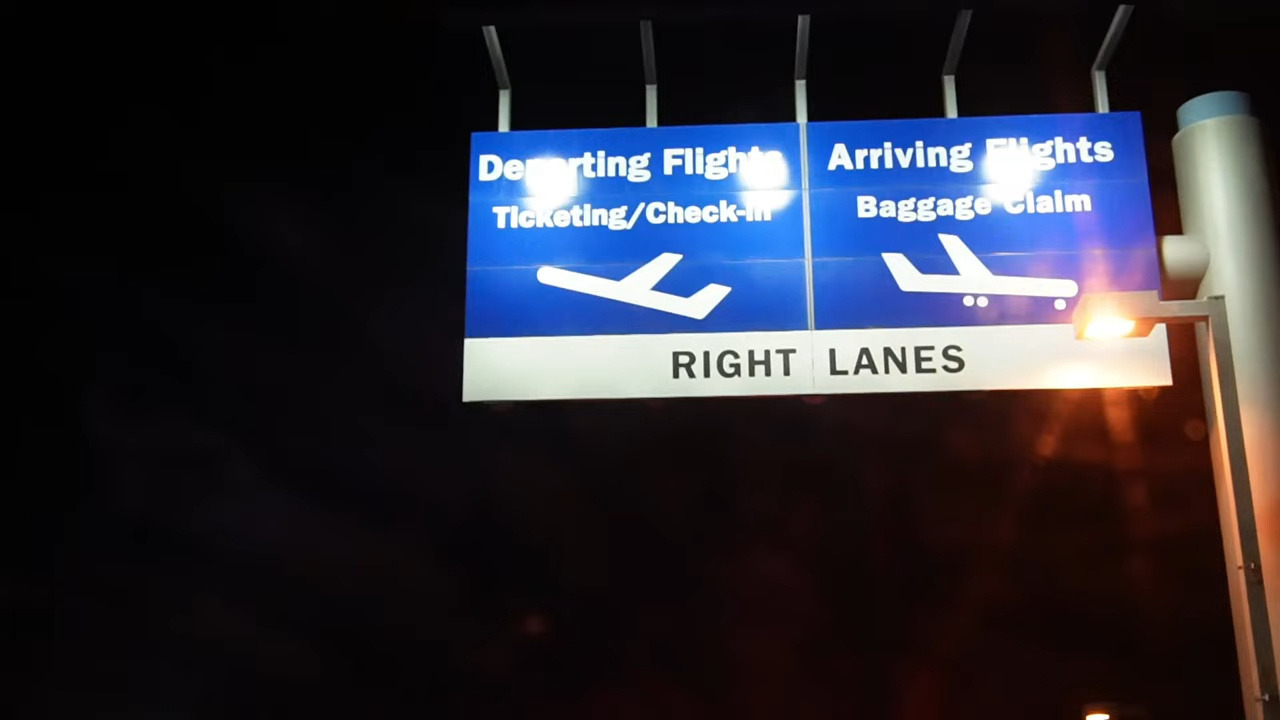 Departing Flights
Ticketing/Check-in
Arriving Flights
Baggage Claim
RIGHT LANES